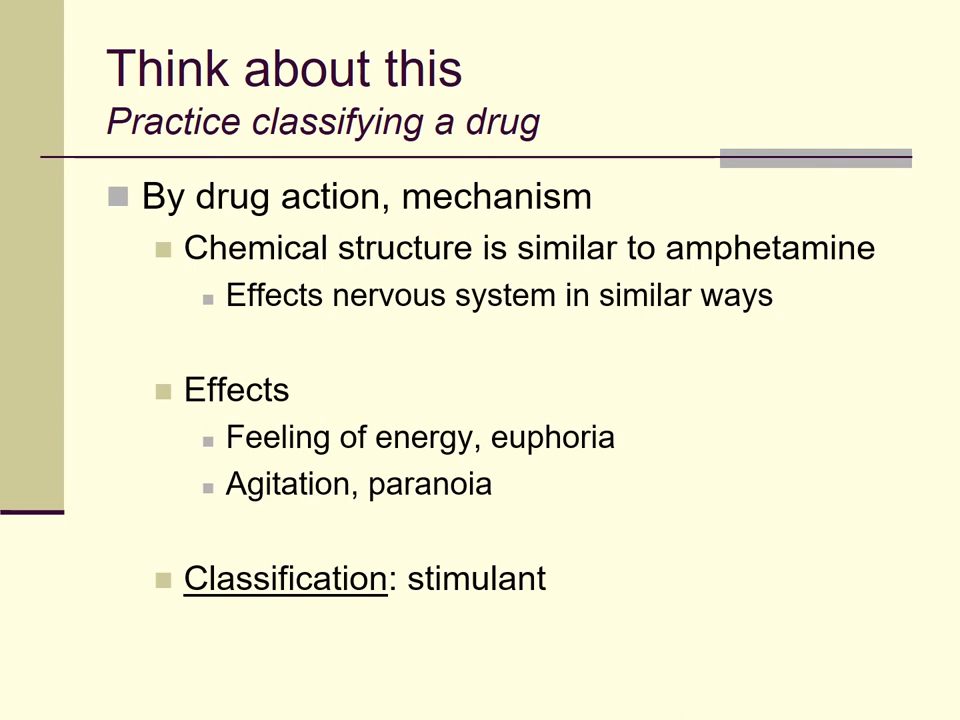 Think about this
Practice classifying a drug
By drug action, mechanism
Chemical structure is similar to amphetamine
Effects nervous system in similar ways
Effects
Feeling of energy, euphoria
Agitation, paranoia
Classification: stimulant